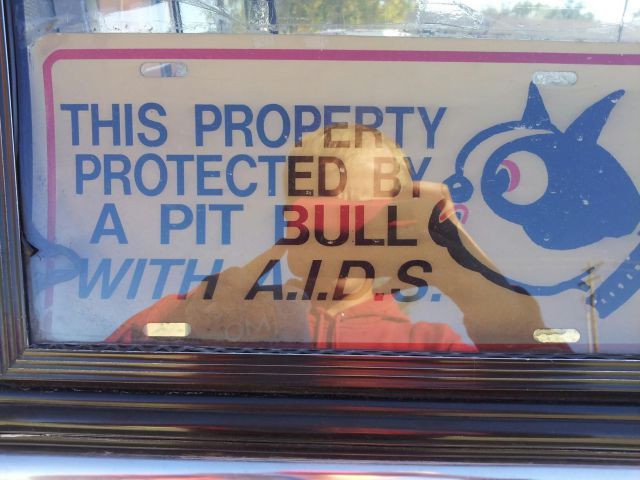 THIS PROPERTY
PROTECTED BY
A PIT BULL
WITH A.I.D.S.